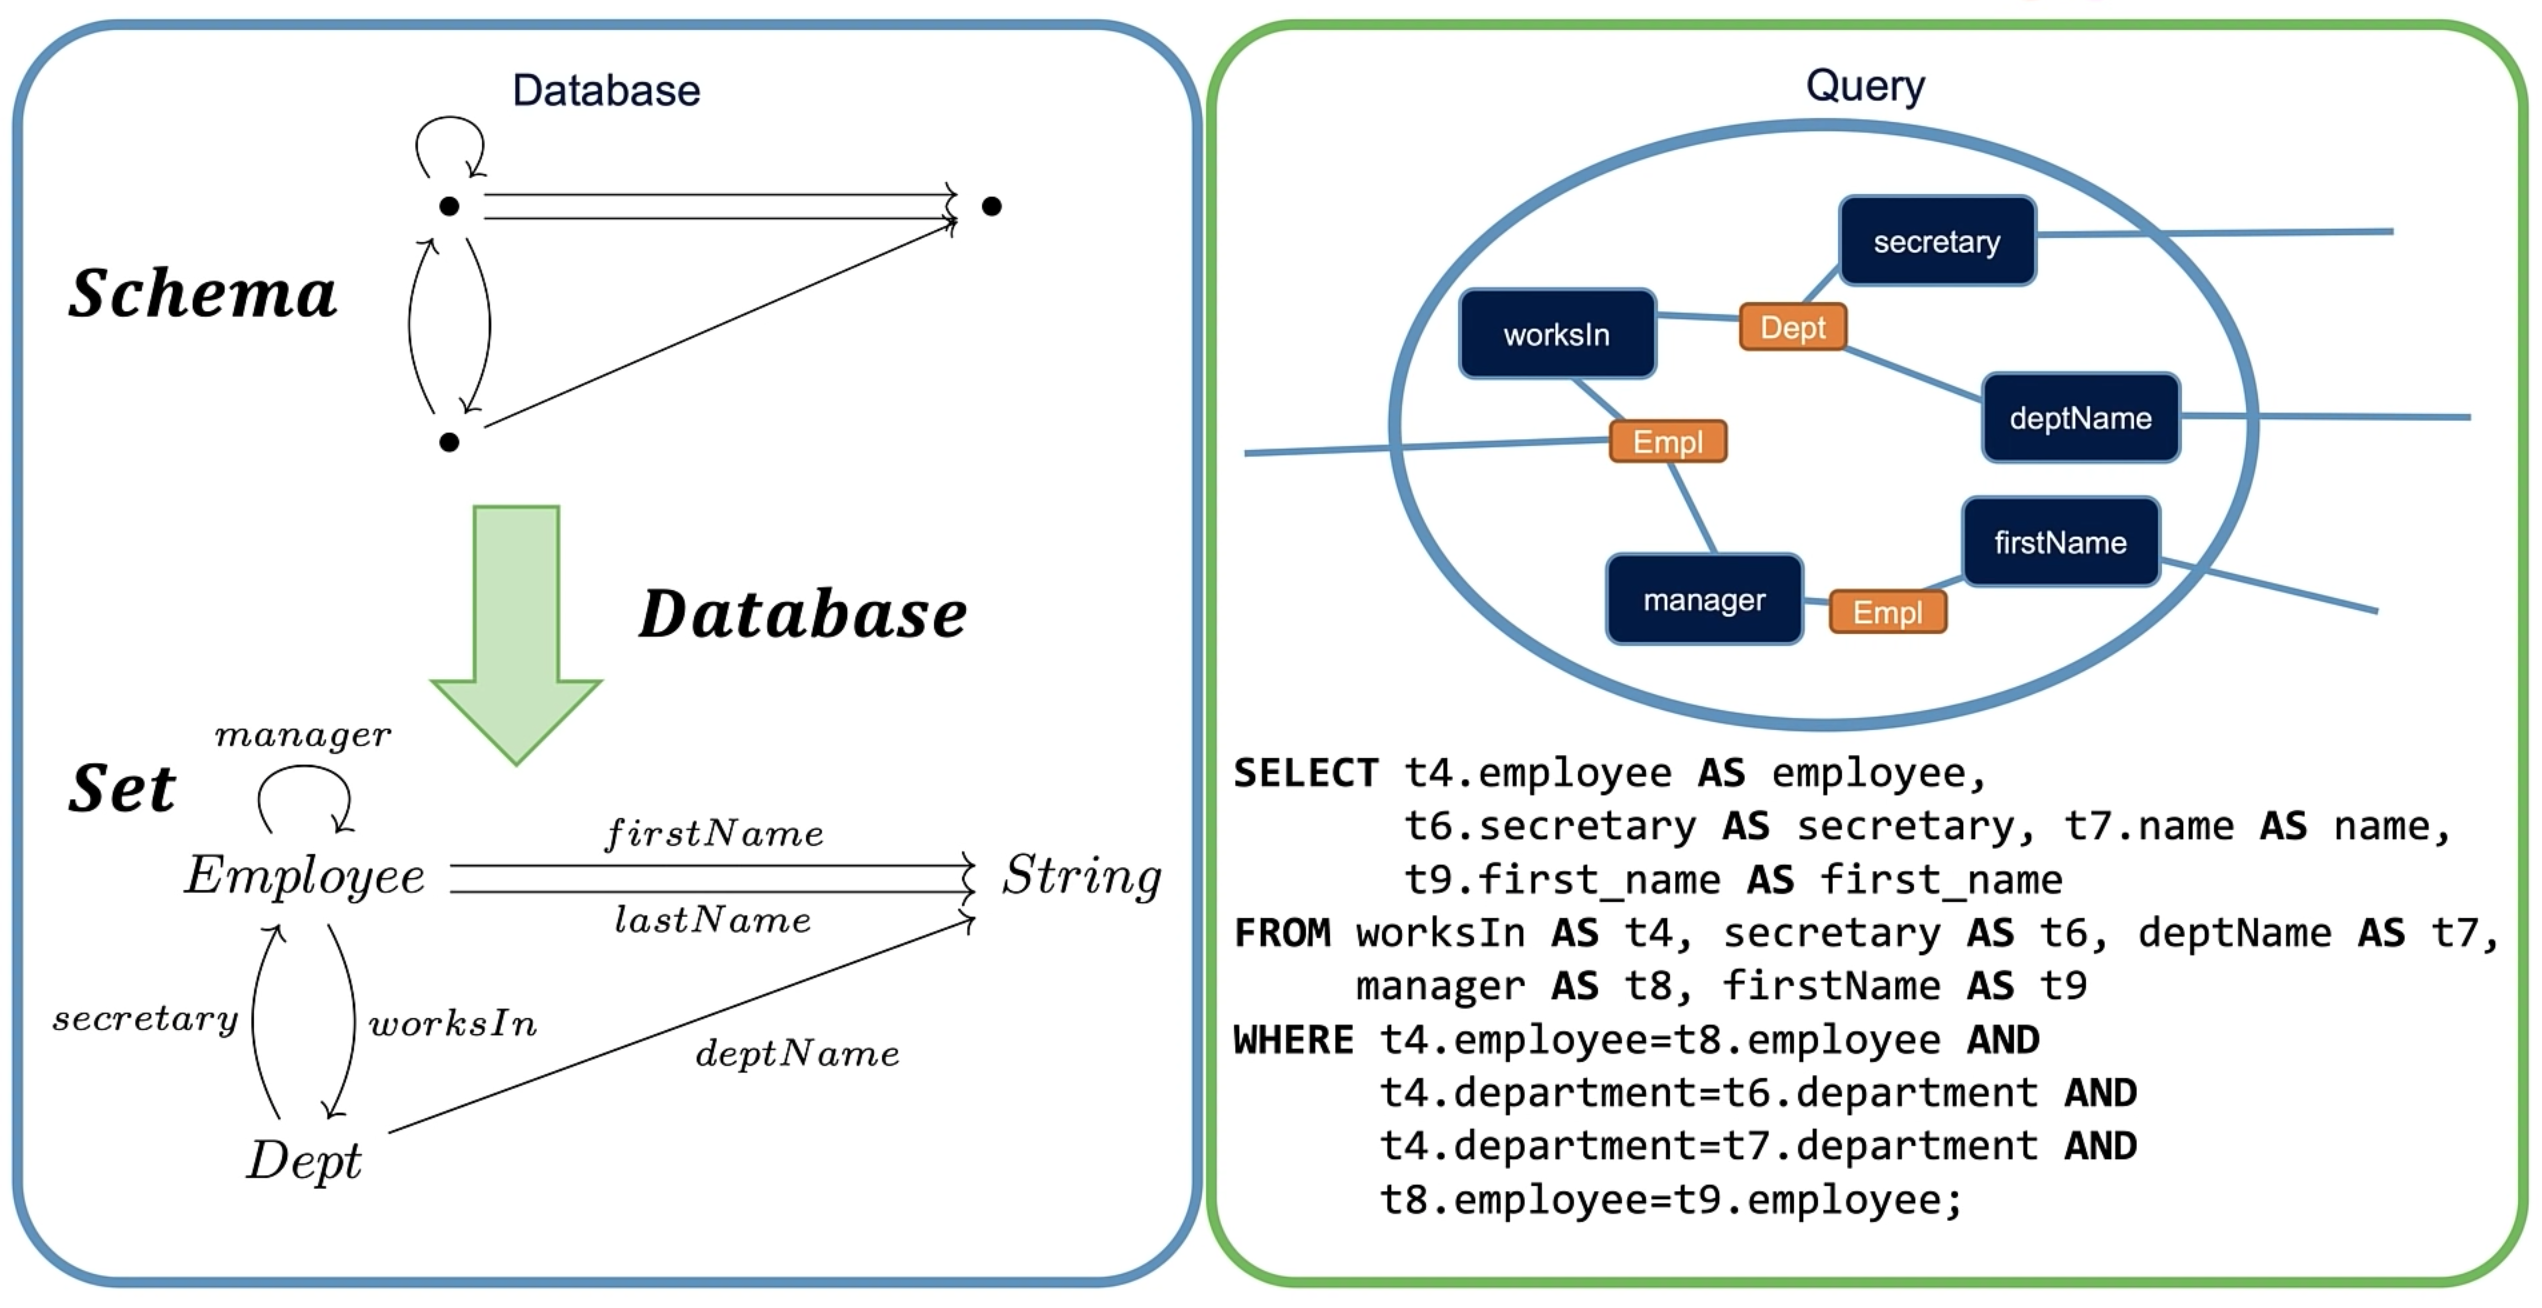 Database
Schema
Database
Set
manager
Employee
firstName
lastName
String
secretary
worksIn
deptName
Dept
Query
secretary
worksIn
Dept
deptName
Empl
firstName
manager
Empl
SELECT t4.employee AS employee,
t6.secretary AS secretary, t7.name AS name,
t9.first_name AS first_name
FROM worksIn AS t4, secretary AS t6, deptName AS t7,
manager AS t8, firstName AS t9
WHERE t4.employee=t8.employee AND
t4.department=t6.department AND
t4.department=t7.department AND
t8.employee=t9.employee;